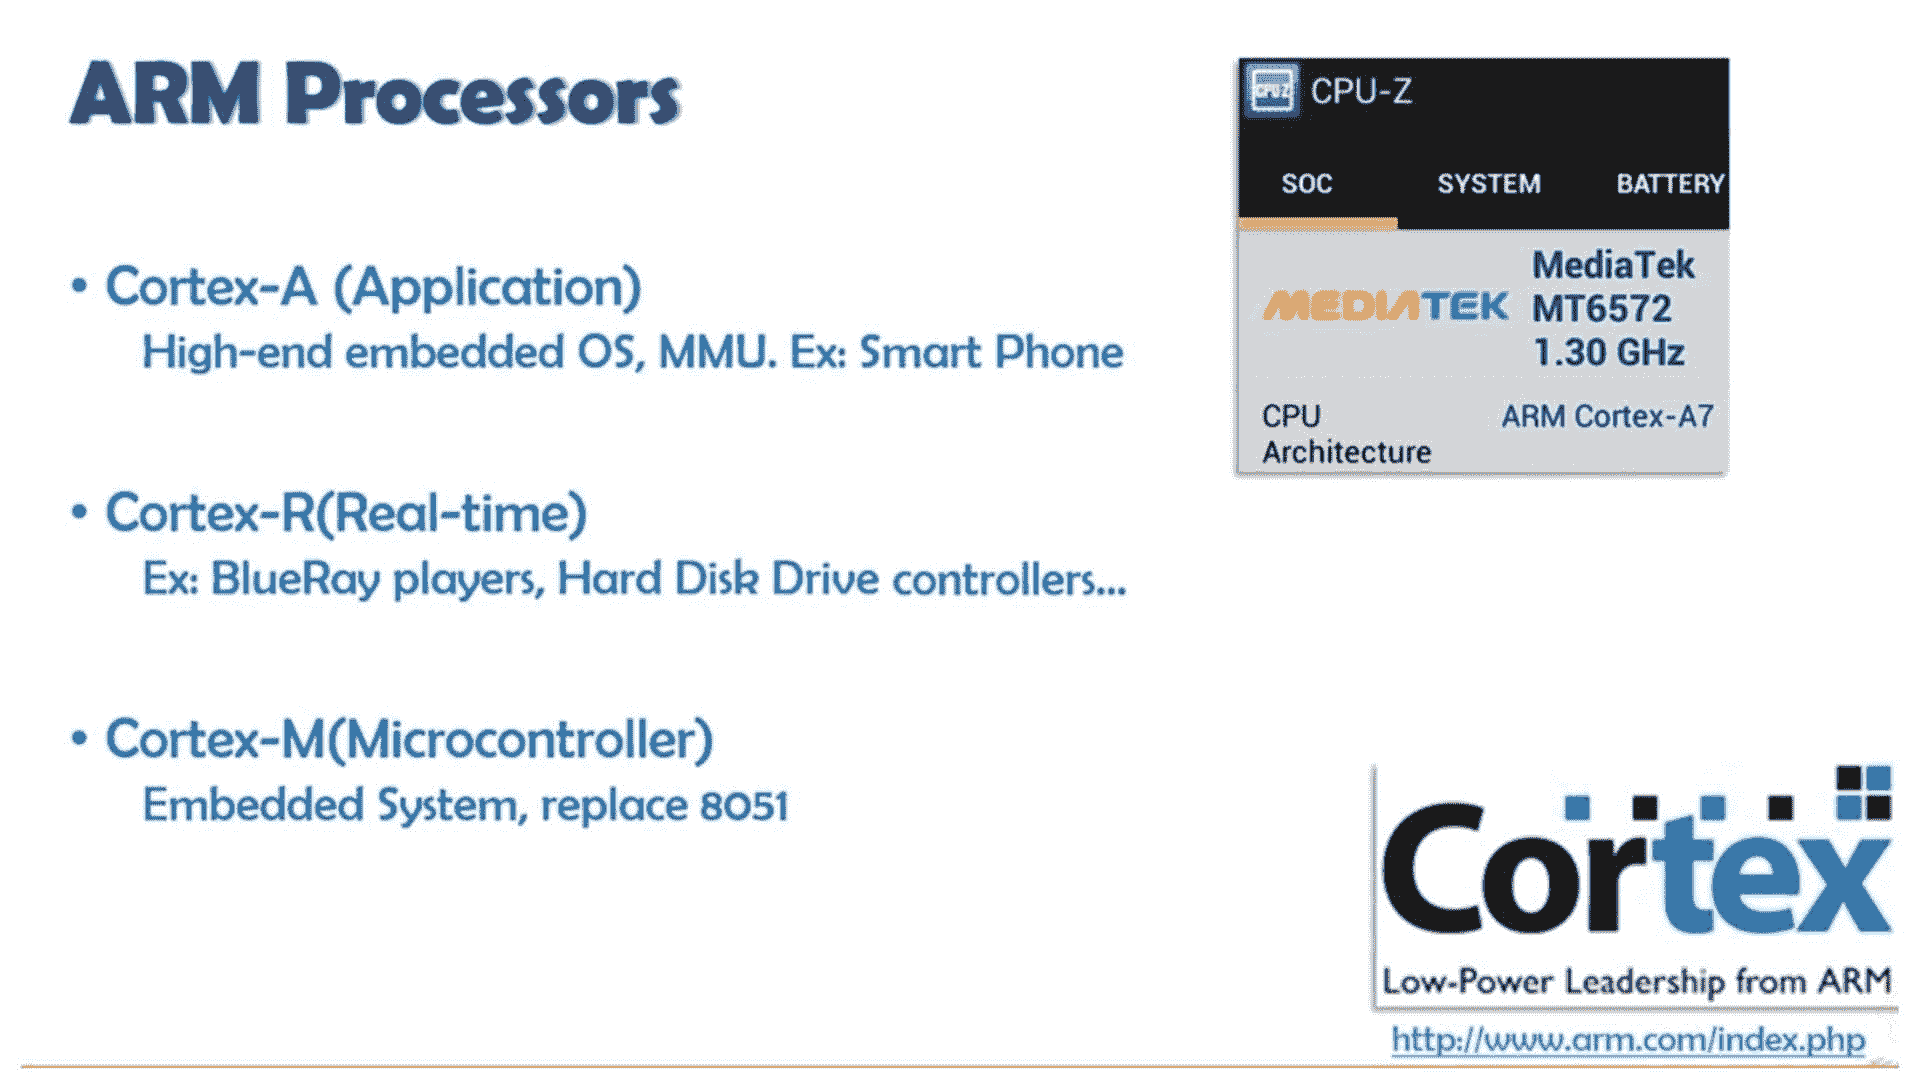 ARM Processors
• Cortex-A (Application)
High-end embedded OS, MMU. Ex: Smart Phone
• Cortex-R(Real-time)
Ex: BlueRay players, Hard Disk Drive controllers...
• Cortex-M(Microcontroller)
Embedded System, replace 8051
CPU-Z
CPU-Z
SOC SYSTEM BATTERY
MEDIATEK
MediaTek
MT6572
1.30 GHz
CPU
Architecture
ARM Cortex-A7
Cortex
Low-Power Leadership from ARM
http://www.arm.com/index.php